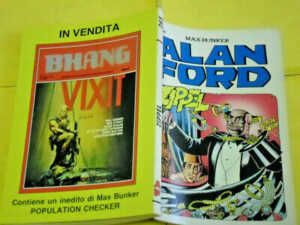 IN VENDITA
BHANG
VIXIT
Contiene un inedito di Max Bunker
POPULATION CHECKER
MAX BUNKER
ALAN
FORD